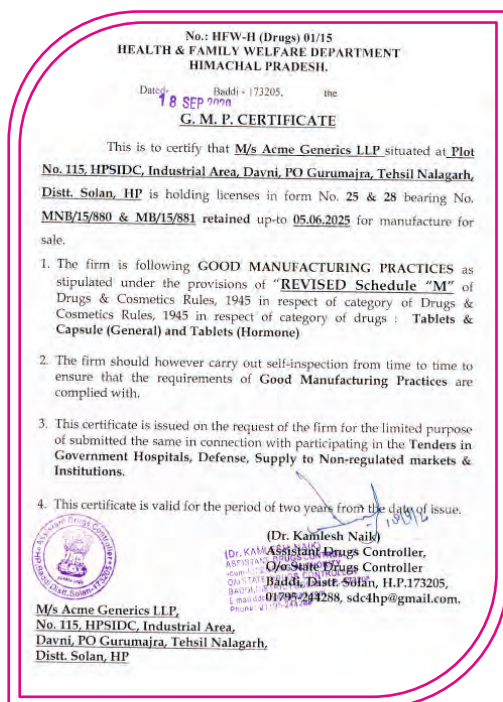 No.: HFW-H (Drugs) 01/15
HEALTH & FAMILY WELFARE DEPARTMENT
HIMACHAL PRADESH.
Dated- Baddi - 173205, the
18 SEP 2020
G. M. P. CERTIFICATE
This is to certify that M/s Acme Generics LLP situated at Plot
No. 115, HPSIDC, Industrial Area, Davni, PO Gurumajra, Tehsil Nalagarh,
Distt. Solan, HP is holding licenses in form No. 25 & 28 bearing No.
MNB/15/880 & MB/15/881 retained up-to 05.06.2025 for manufacture for
sale.
1. The firm is following GOOD MANUFACTURING PRACTICES as
stipulated under the provisions of "REVISED Schedule "M" of
Drugs & Cosmetics Rules, 1945 in respect of category of Drugs &
Cosmetics Rules, 1945 in respect of category of drugs : Tablets &
Capsule (General) and Tablets (Hormone)
2. The firm should however carry out self-inspection from time to time to
ensure that the requirements of Good Manufacturing Practices are
complied with.
3. This certificate is issued on the request of the firm for the limited purpose
of submitted the same in connection with participating in the Tenders in
Government Hospitals, Defense, Supply to Non-regulated markets &
Institutions.
4. This certificate is valid for the period of two years from the date of issue.
(Dr. Kamlesh Naik)
Assistant Drugs Controller,
O/o State Drugs Controller
Baddi, Distt. Solan, H.P.173205,
01795-244288, sdc4hp@gmail.com.
Assistant Drugs Controller
M/s Acme Generics LLP,
No. 115, HPSIDC, Industrial Area,
Davni, PO Gurumajra, Tehsil Nalagarh,
Distt. Solan, HP